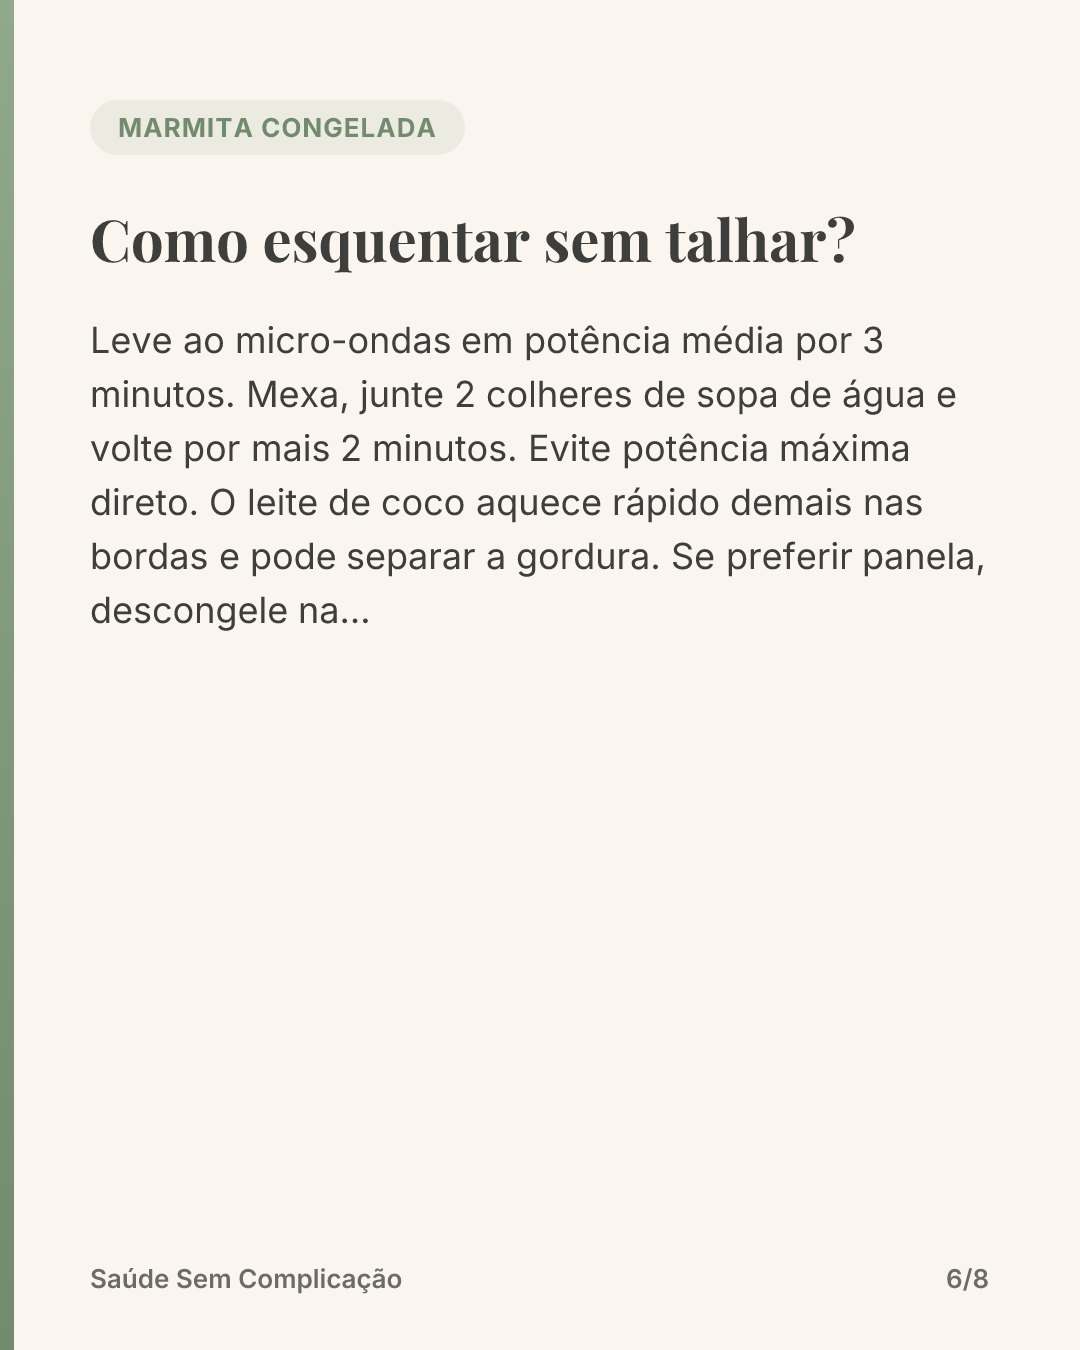 MARMITA CONGELADA
Como esquentar sem talhar?
Leve ao micro-ondas em potência média por 3
minutos. Mexa, junte 2 colheres de sopa de água e
volte por mais 2 minutos. Evite potência máxima
direto. O leite de coco aquece rápido demais nas
bordas e pode separar a gordura. Se preferir panela,
descongele na...
Saúde Sem Complicação
6/8